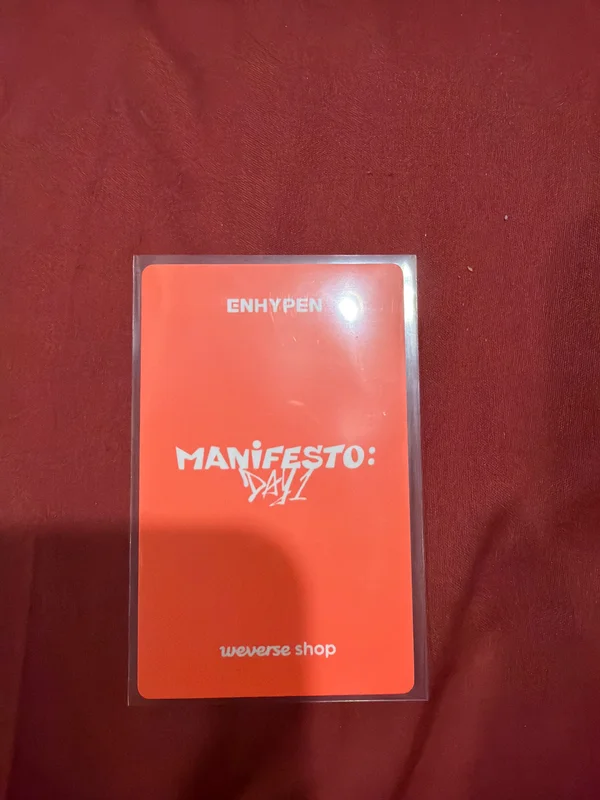 ENHYPEN
MANiFESTO:
DAY1
weverse shop